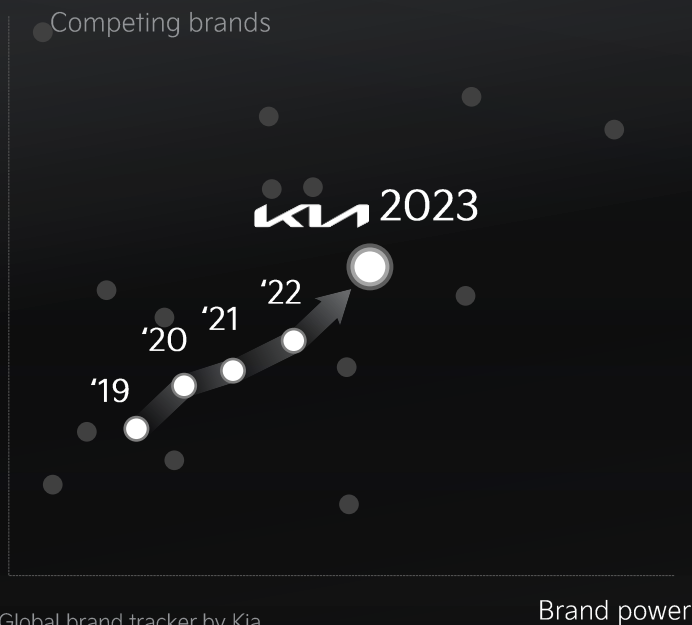 Competing brands
KIA 2023
‘22
‘21
‘20
‘19
Brand power
Global brand tracker by Kia